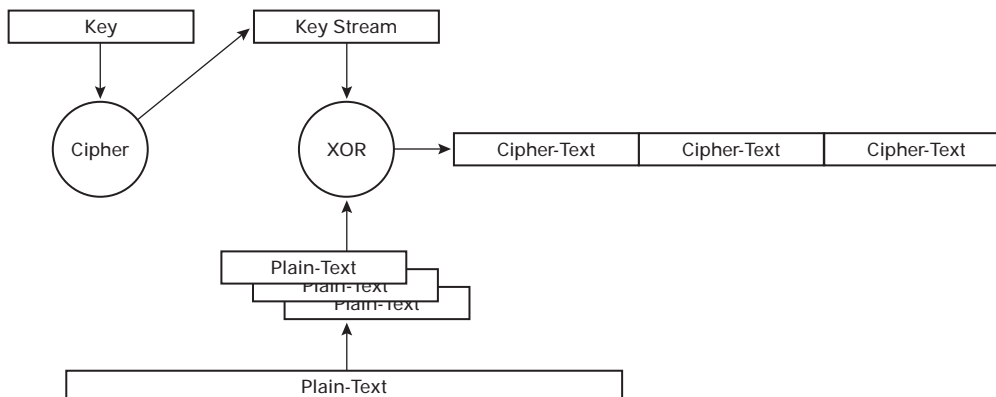 Key
Key Stream
Cipher
XOR
Cipher-Text
Cipher-Text
Cipher-Text
Plain-Text
Plain-Text
Plain-Text
Plain-Text